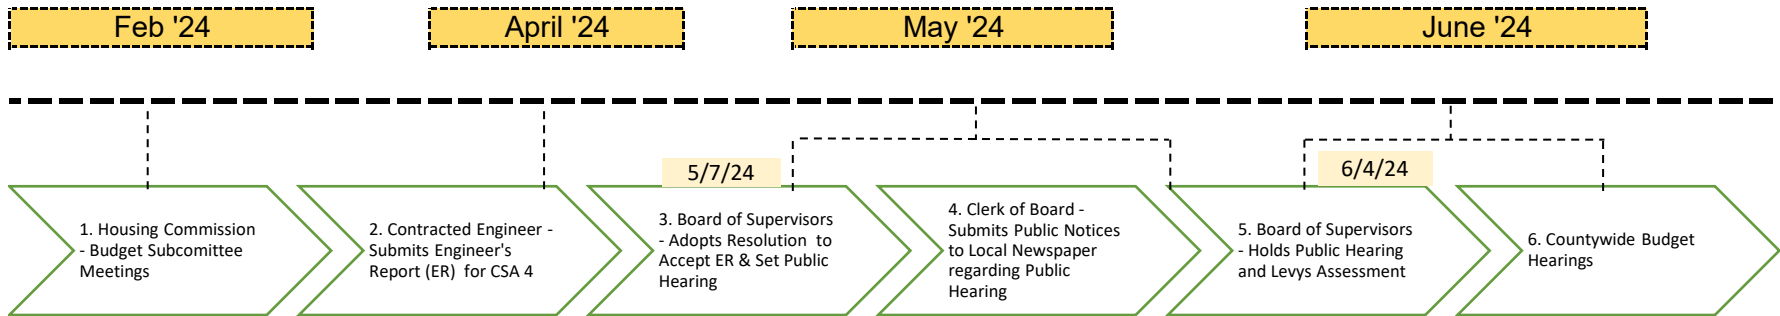 Feb '24
April '24
May '24
June '24
5/7/24
6/4/24
1. Housing Commission
- Budget Subcomittee
Meetings
2. Contracted Engineer -
Submits Engineer's
Report (ER) for CSA 4
3. Board of Supervisors
- Adopts Resolution to
Accept ER & Set Public
Hearing
4. Clerk of Board -
Submits Public Notices
to Local Newspaper
regarding Public
Hearing
5. Board of Supervisors
- Holds Public Hearing
and Levys Assessment
6. Countywide Budget
Hearings